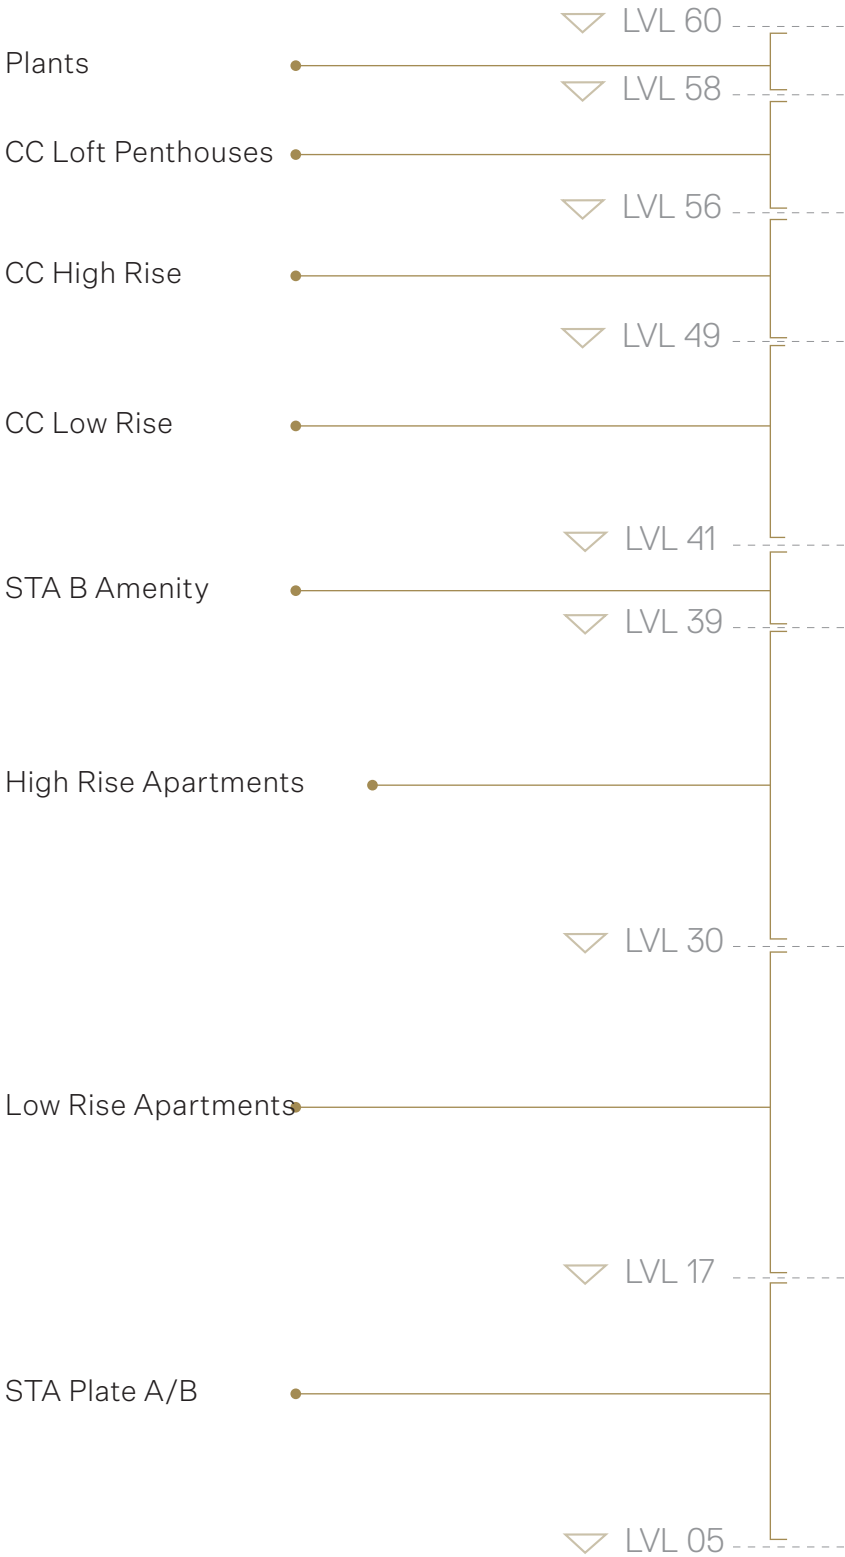 LVL 60
Plants
LVL 58
CC Loft Penthouses
LVL 56
CC High Rise
LVL 49
CC Low Rise
LVL 41
STA B Amenity
LVL 39
High Rise Apartments
LVL 30
Low Rise Apartments
LVL 17
STA Plate A/B
LVL 05